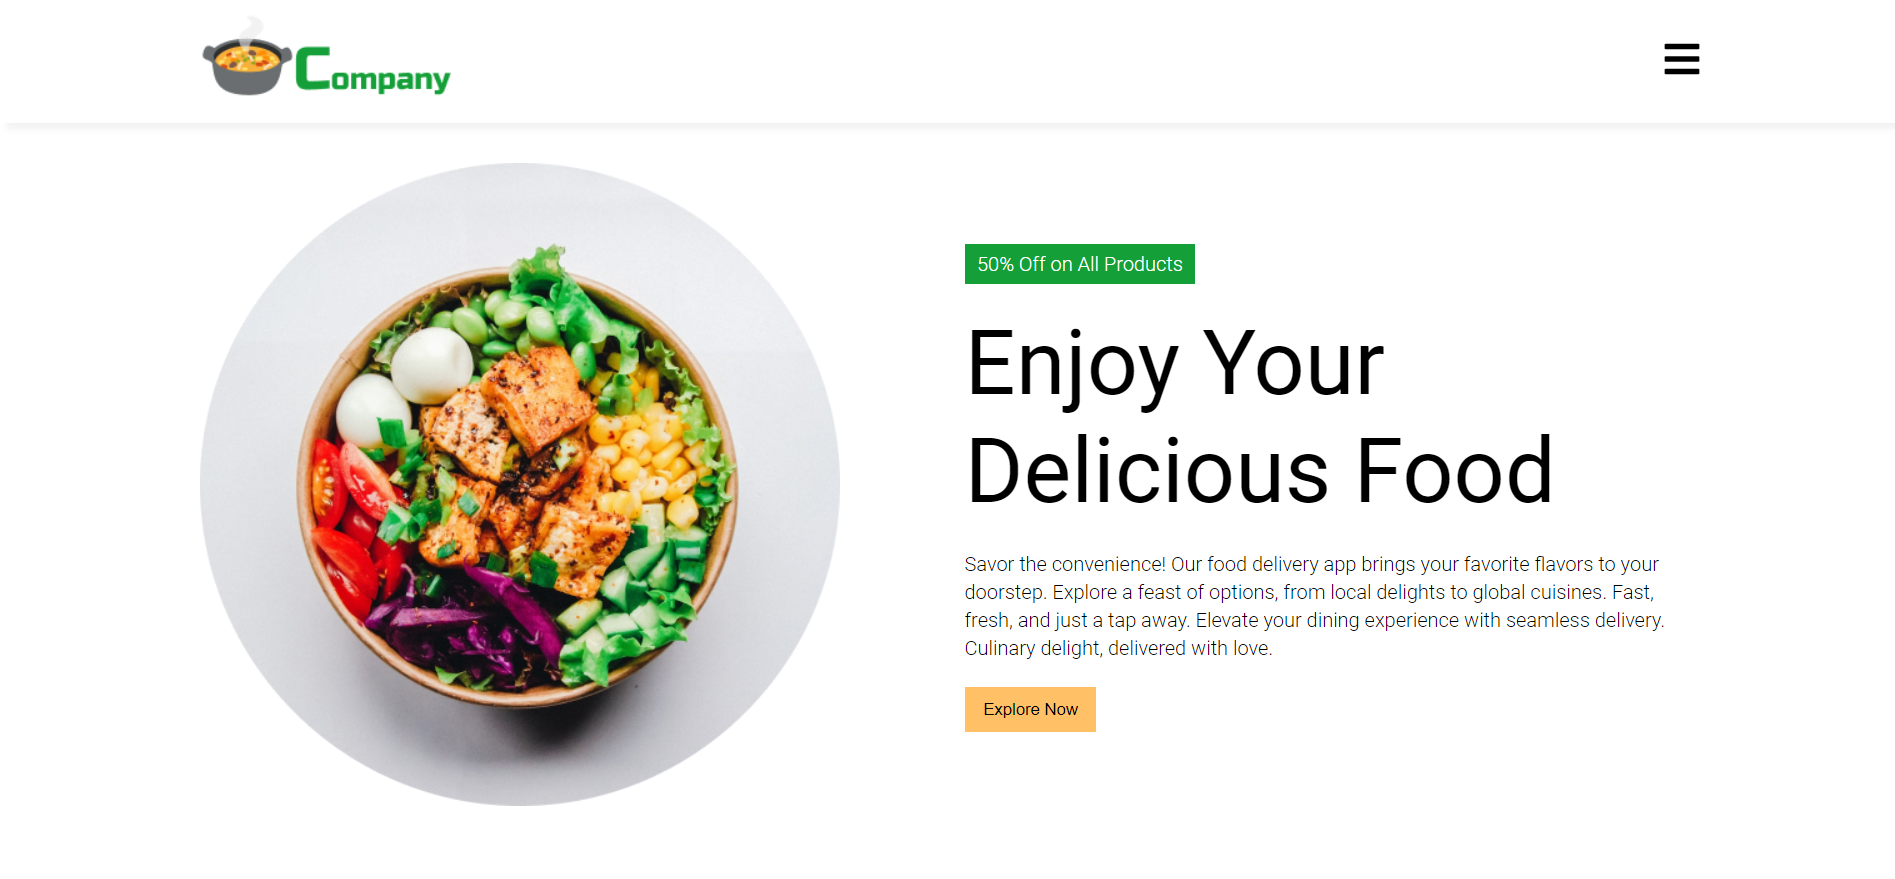 Company
50% Off on All Products
Enjoy Your
Delicious Food
Savor the convenience! Our food delivery app brings your favorite flavors to your
doorstep. Explore a feast of options, from local delights to global cuisines. Fast,
fresh, and just a tap away. Elevate your dining experience with seamless delivery.
Culinary delight, delivered with love.
Explore Now